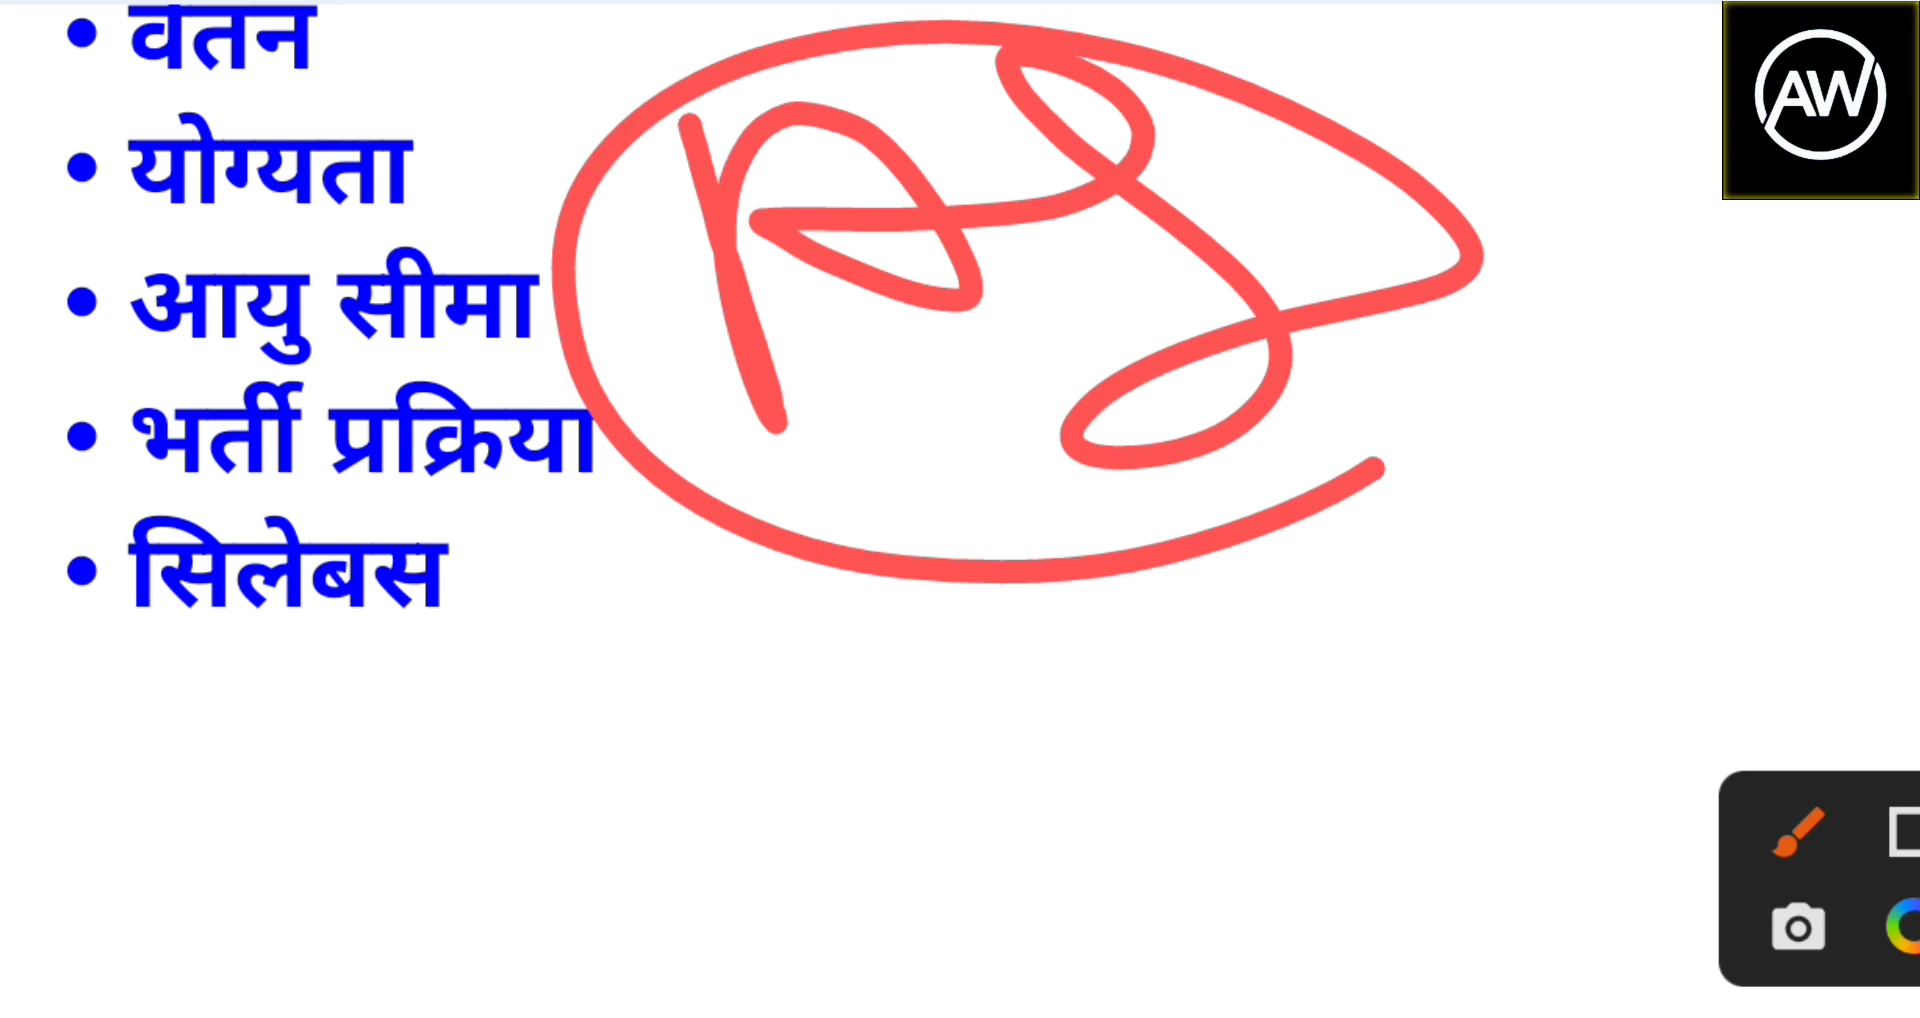 • वेतन
• योग्यता
• आयु सीमा
• भर्ती प्रक्रिया
• सिलेबस
AW